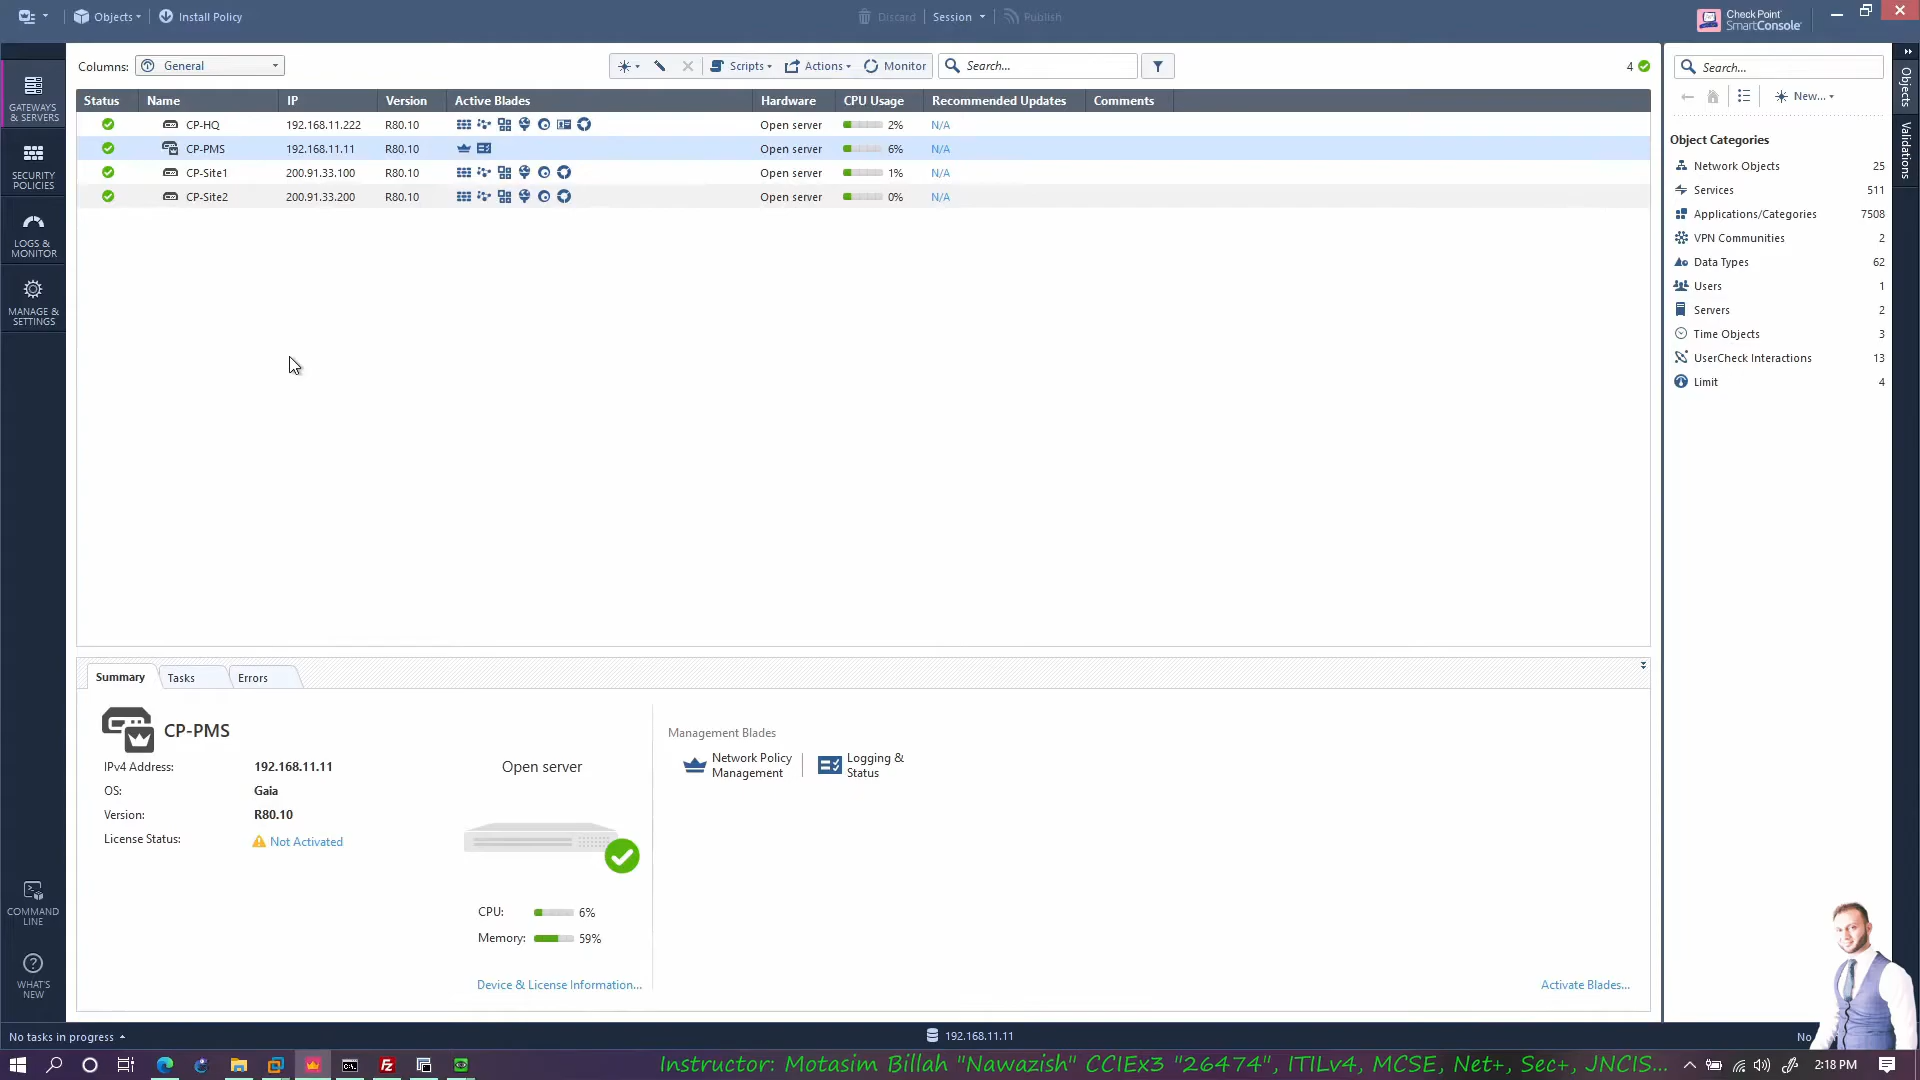 Objects
Install Policy
Discard
Session
Publish
Check Point
SmartConsole
GATEWAYS
& SERVERS
SECURITY
POLICIES
LOGS &
MONITOR
MANAGE &
SETTINGS
COMMAND
LINE
WHAT'S
NEW
Columns:
General
Scripts
Actions
Monitor
Search...
4
Status Name IP Version Active Blades Hardware CPU Usage Recommended Updates Comments
CP-HQ 192.168.11.222 R80.10 Open server 2% N/A
CP-PMS 192.168.11.11 R80.10 Open server 6% N/A
CP-Site1 200.91.33.100 R80.10 Open server 1% N/A
CP-Site2 200.91.33.200 R80.10 Open server 0% N/A
Summary
Tasks
Errors
CP-PMS
IPv4 Address: 192.168.11.11
OS: Gaia
Version: R80.10
License Status: Not Activated
Open server
CPU: 6%
Memory: 59%
Device & License Information...
Management Blades
Network Policy
Management
Logging &
Status
Activate Blades...
Search...
New...
Object Categories
Network Objects 25
Services 511
Applications/Categories 7508
VPN Communities 2
Data Types 62
Users 1
Servers 2
Time Objects 3
UserCheck Interactions 13
Limit 4
Objects
Validations
No tasks in progress
192.168.11.11
No
Instructor: Motasim Billah "Nawazish" CCIEx3 "26474", ITILv4, MCSE, Net+, Sec+, JNCIS...
2:18 PM